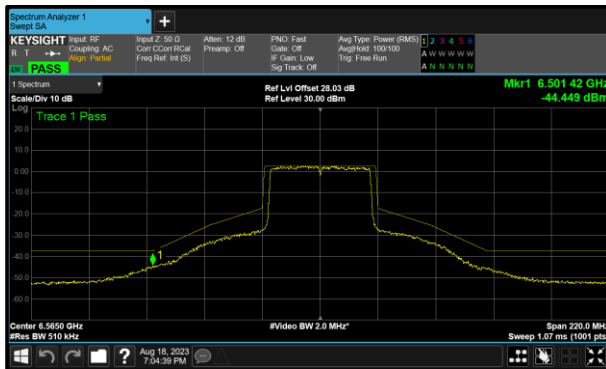 Spectrum Analyzer 1
Swept SA
KEYSIGHT
R T
LXI PASS
Input: RF
Coupling: AC
Align: Partial
Input Z: 50 Ω
Corr CCorr RCal
Freq Ref: Int (S)
Atten: 12 dB
Preamp: Off
PNO: Fast
Gate: Off
IF Gain: Low
Sig Track: Off
Avg Type: Power (RMS)
Avg|Hold: 100/100
Trig: Free Run
1 2 3 4 5 6
A W W W W W
A N N N N N
1 Spectrum
Scale/Div 10 dB
Ref Lvl Offset 28.03 dB
Ref Level 30.00 dBm
Mkr1 6.501 42 GHz
-44.449 dBm
Log
Trace 1 Pass
20.0
10.0
0.00
-10.0
-20.0
-30.0
-40.0
-50.0
-60.0
1
Center 6.5650 GHz
#Res BW 510 kHz
#Video BW 2.0 MHz*
Span 220.0 MHz
Sweep 1.07 ms (1001 pts)
?
Aug 18, 2023
7:04:39 PM